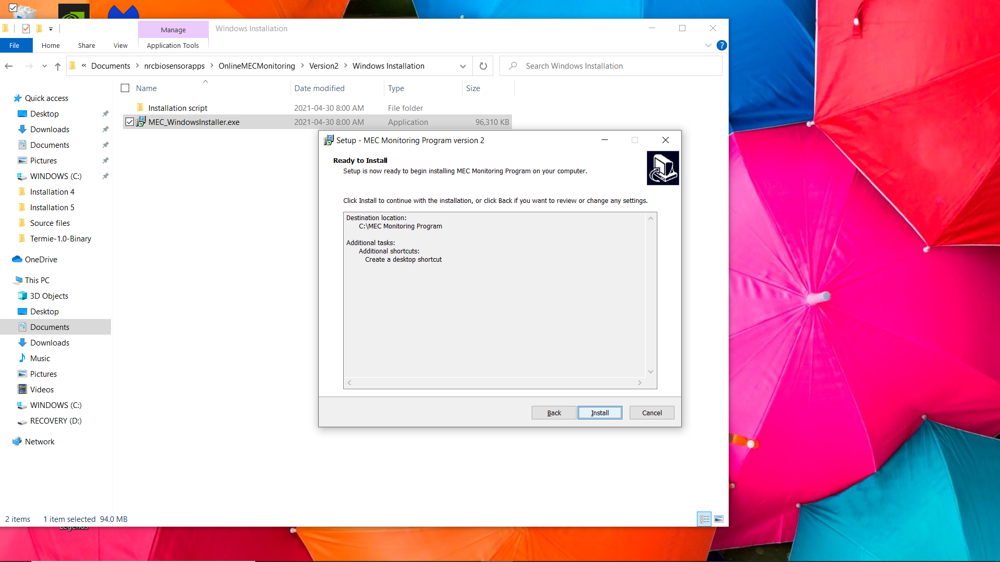 Manage
Windows Installation
File
Home
Share
View
Application Tools
?
« Documents > nrcbiosensorapps > OnlineMECMonitoring > Version2 > Windows Installation
Search Windows Installation
Name
Date modified
Type
Size
Installation script
2021-04-30 8:00 AM
File folder
MEC_WindowsInstaller.exe
2021-04-30 8:00 AM
Application
96,310 KB
Quick access
Desktop
Downloads
Documents
Pictures
WINDOWS (C:)
Installation 4
Installation 5
Source files
Termie-1.0-Binary
OneDrive
This PC
3D Objects
Desktop
Documents
Downloads
Music
Pictures
Videos
WINDOWS (C:)
RECOVERY (D:)
Network
Setup - MEC Monitoring Program version 2
Ready to Install
Setup is now ready to begin installing MEC Monitoring Program on your computer.
Click Install to continue with the installation, or click Back if you want to review or change any settings.
Destination location:
C:\MEC Monitoring Program
Additional tasks:
Additional shortcuts:
Create a desktop shortcut
Back
Install
Cancel
2 items
1 item selected 94.0 MB
Legends